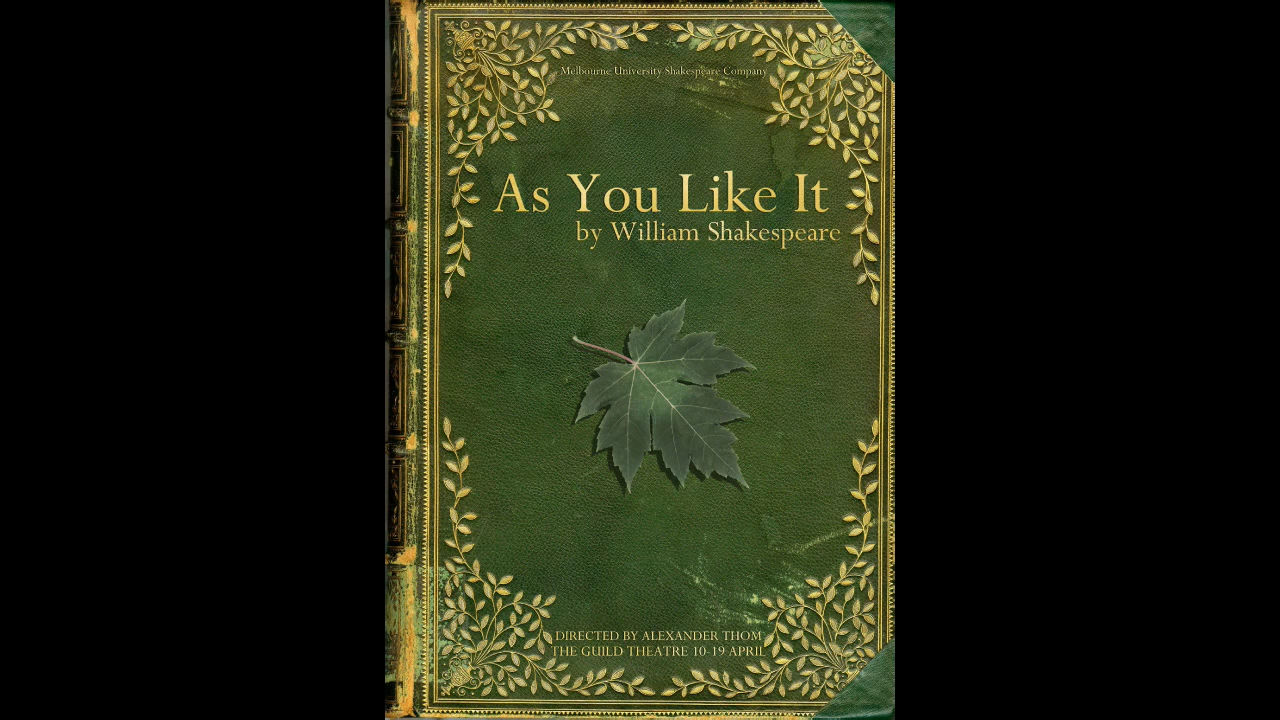 Melbourne University Shakespeare Company
As You Like It
by William Shakespeare
DIRECTED BY ALEXANDER THOM
THE GUILD THEATRE 10-19 APRIL